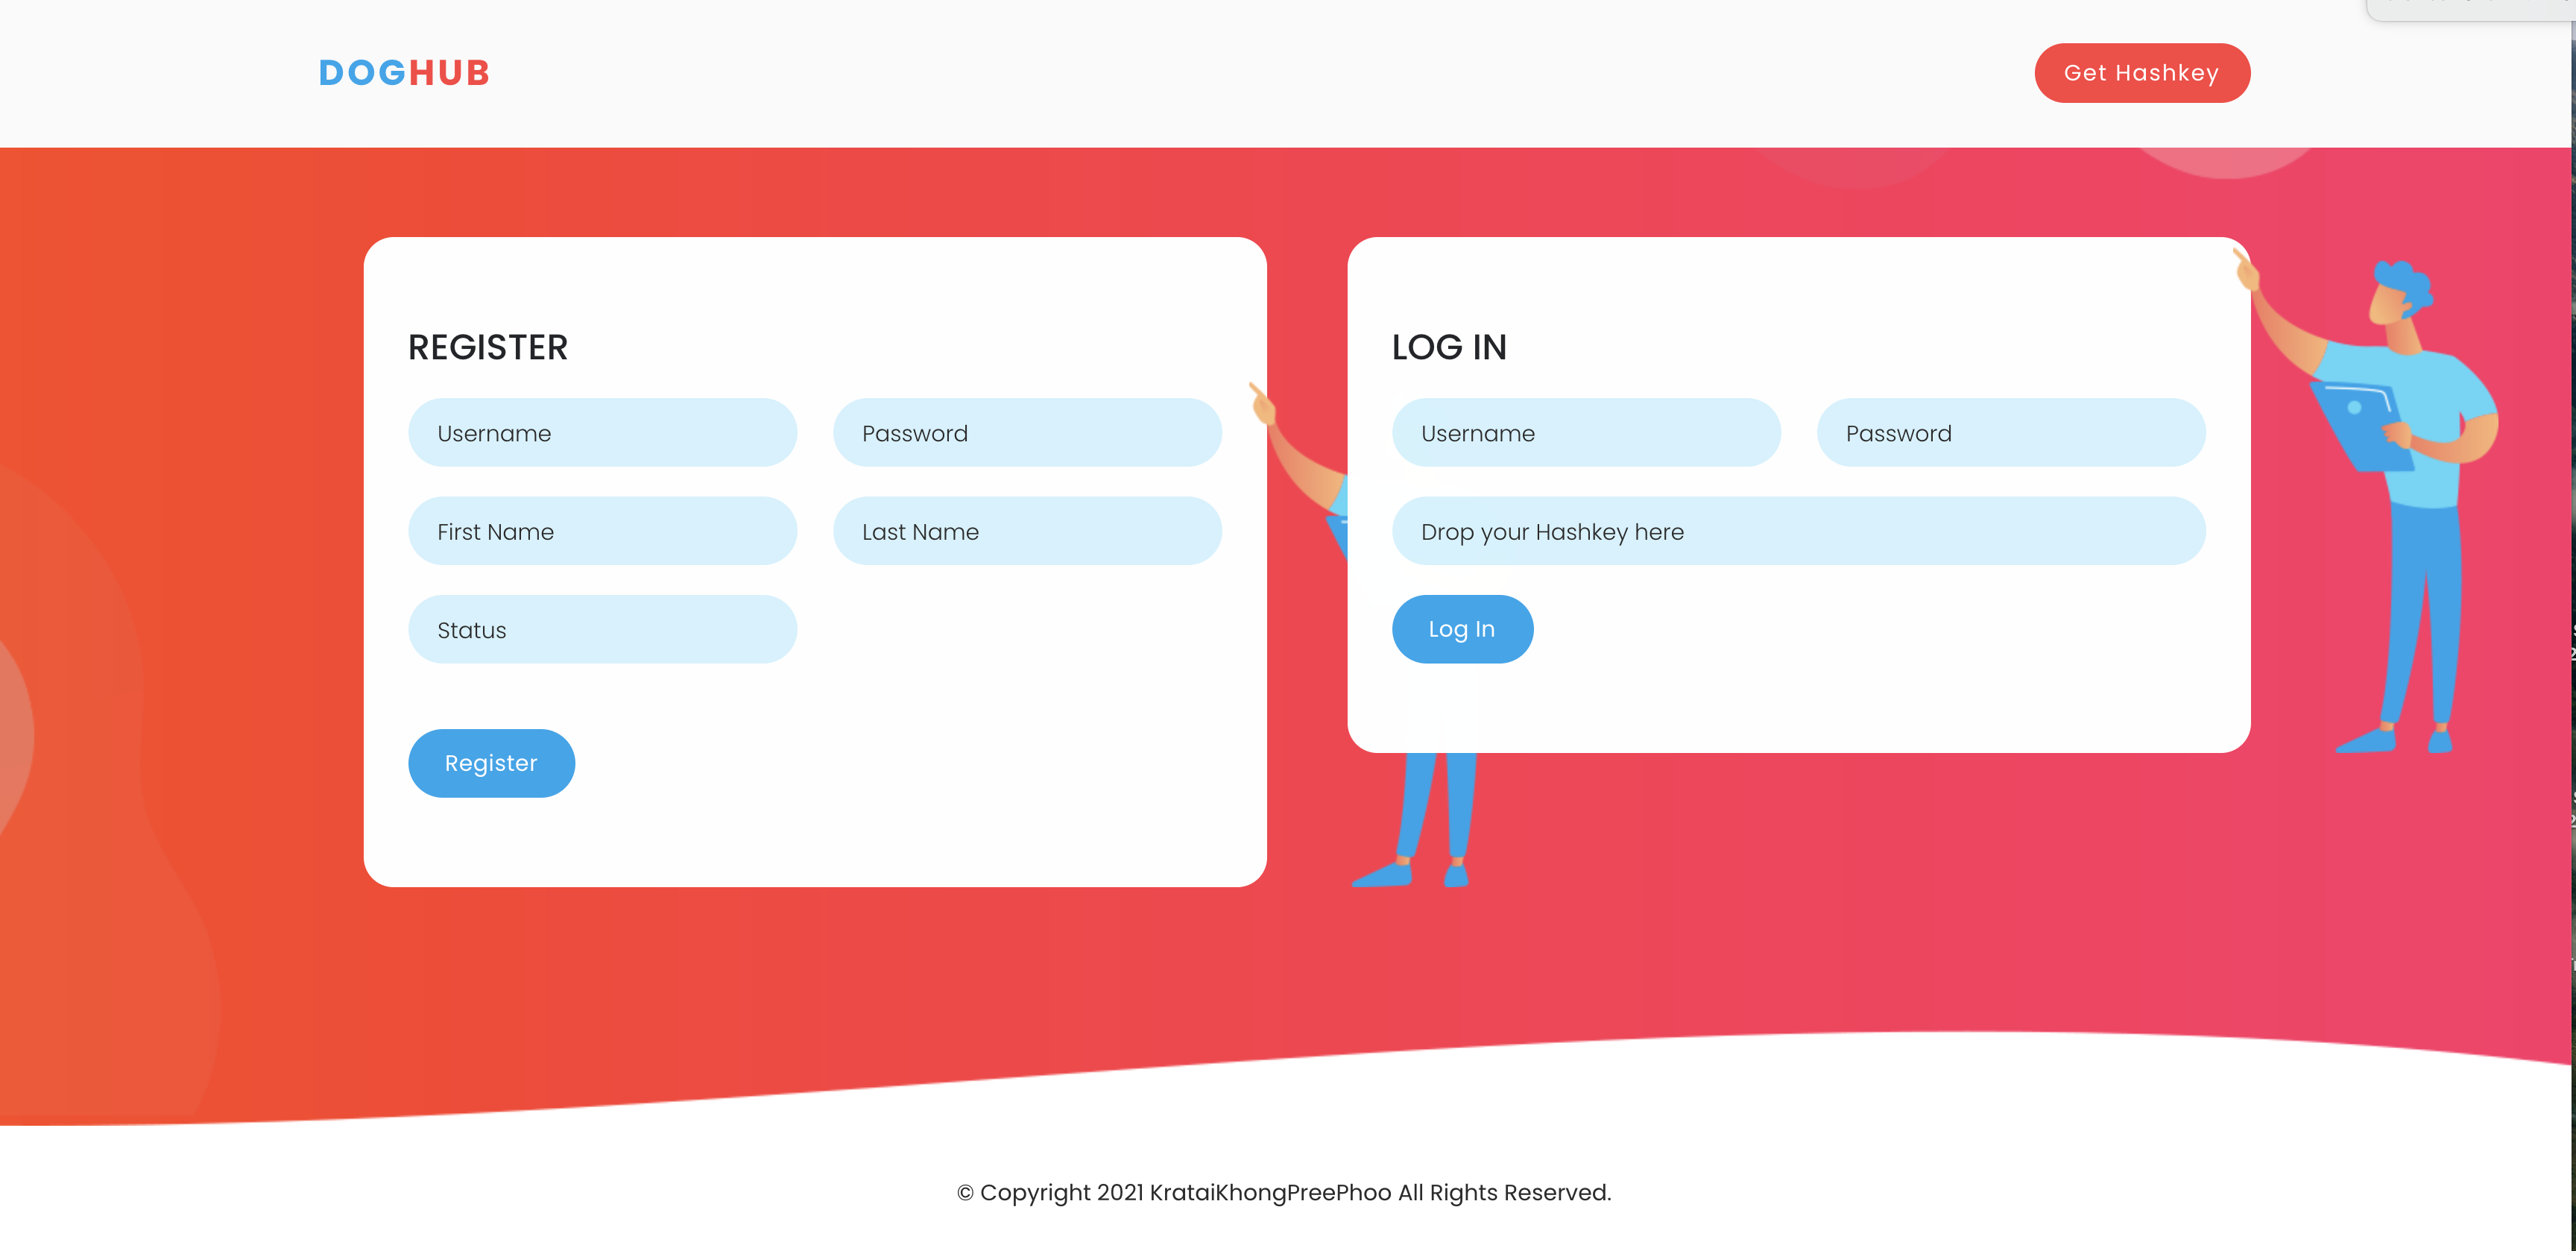 DOGHUB
Get Hashkey
REGISTER
Username
Password
First Name
Last Name
Status
Register
LOG IN
Username
Password
Drop your Hashkey here
Log In
© Copyright 2021 KrataiKhongPreePhoo All Rights Reserved.